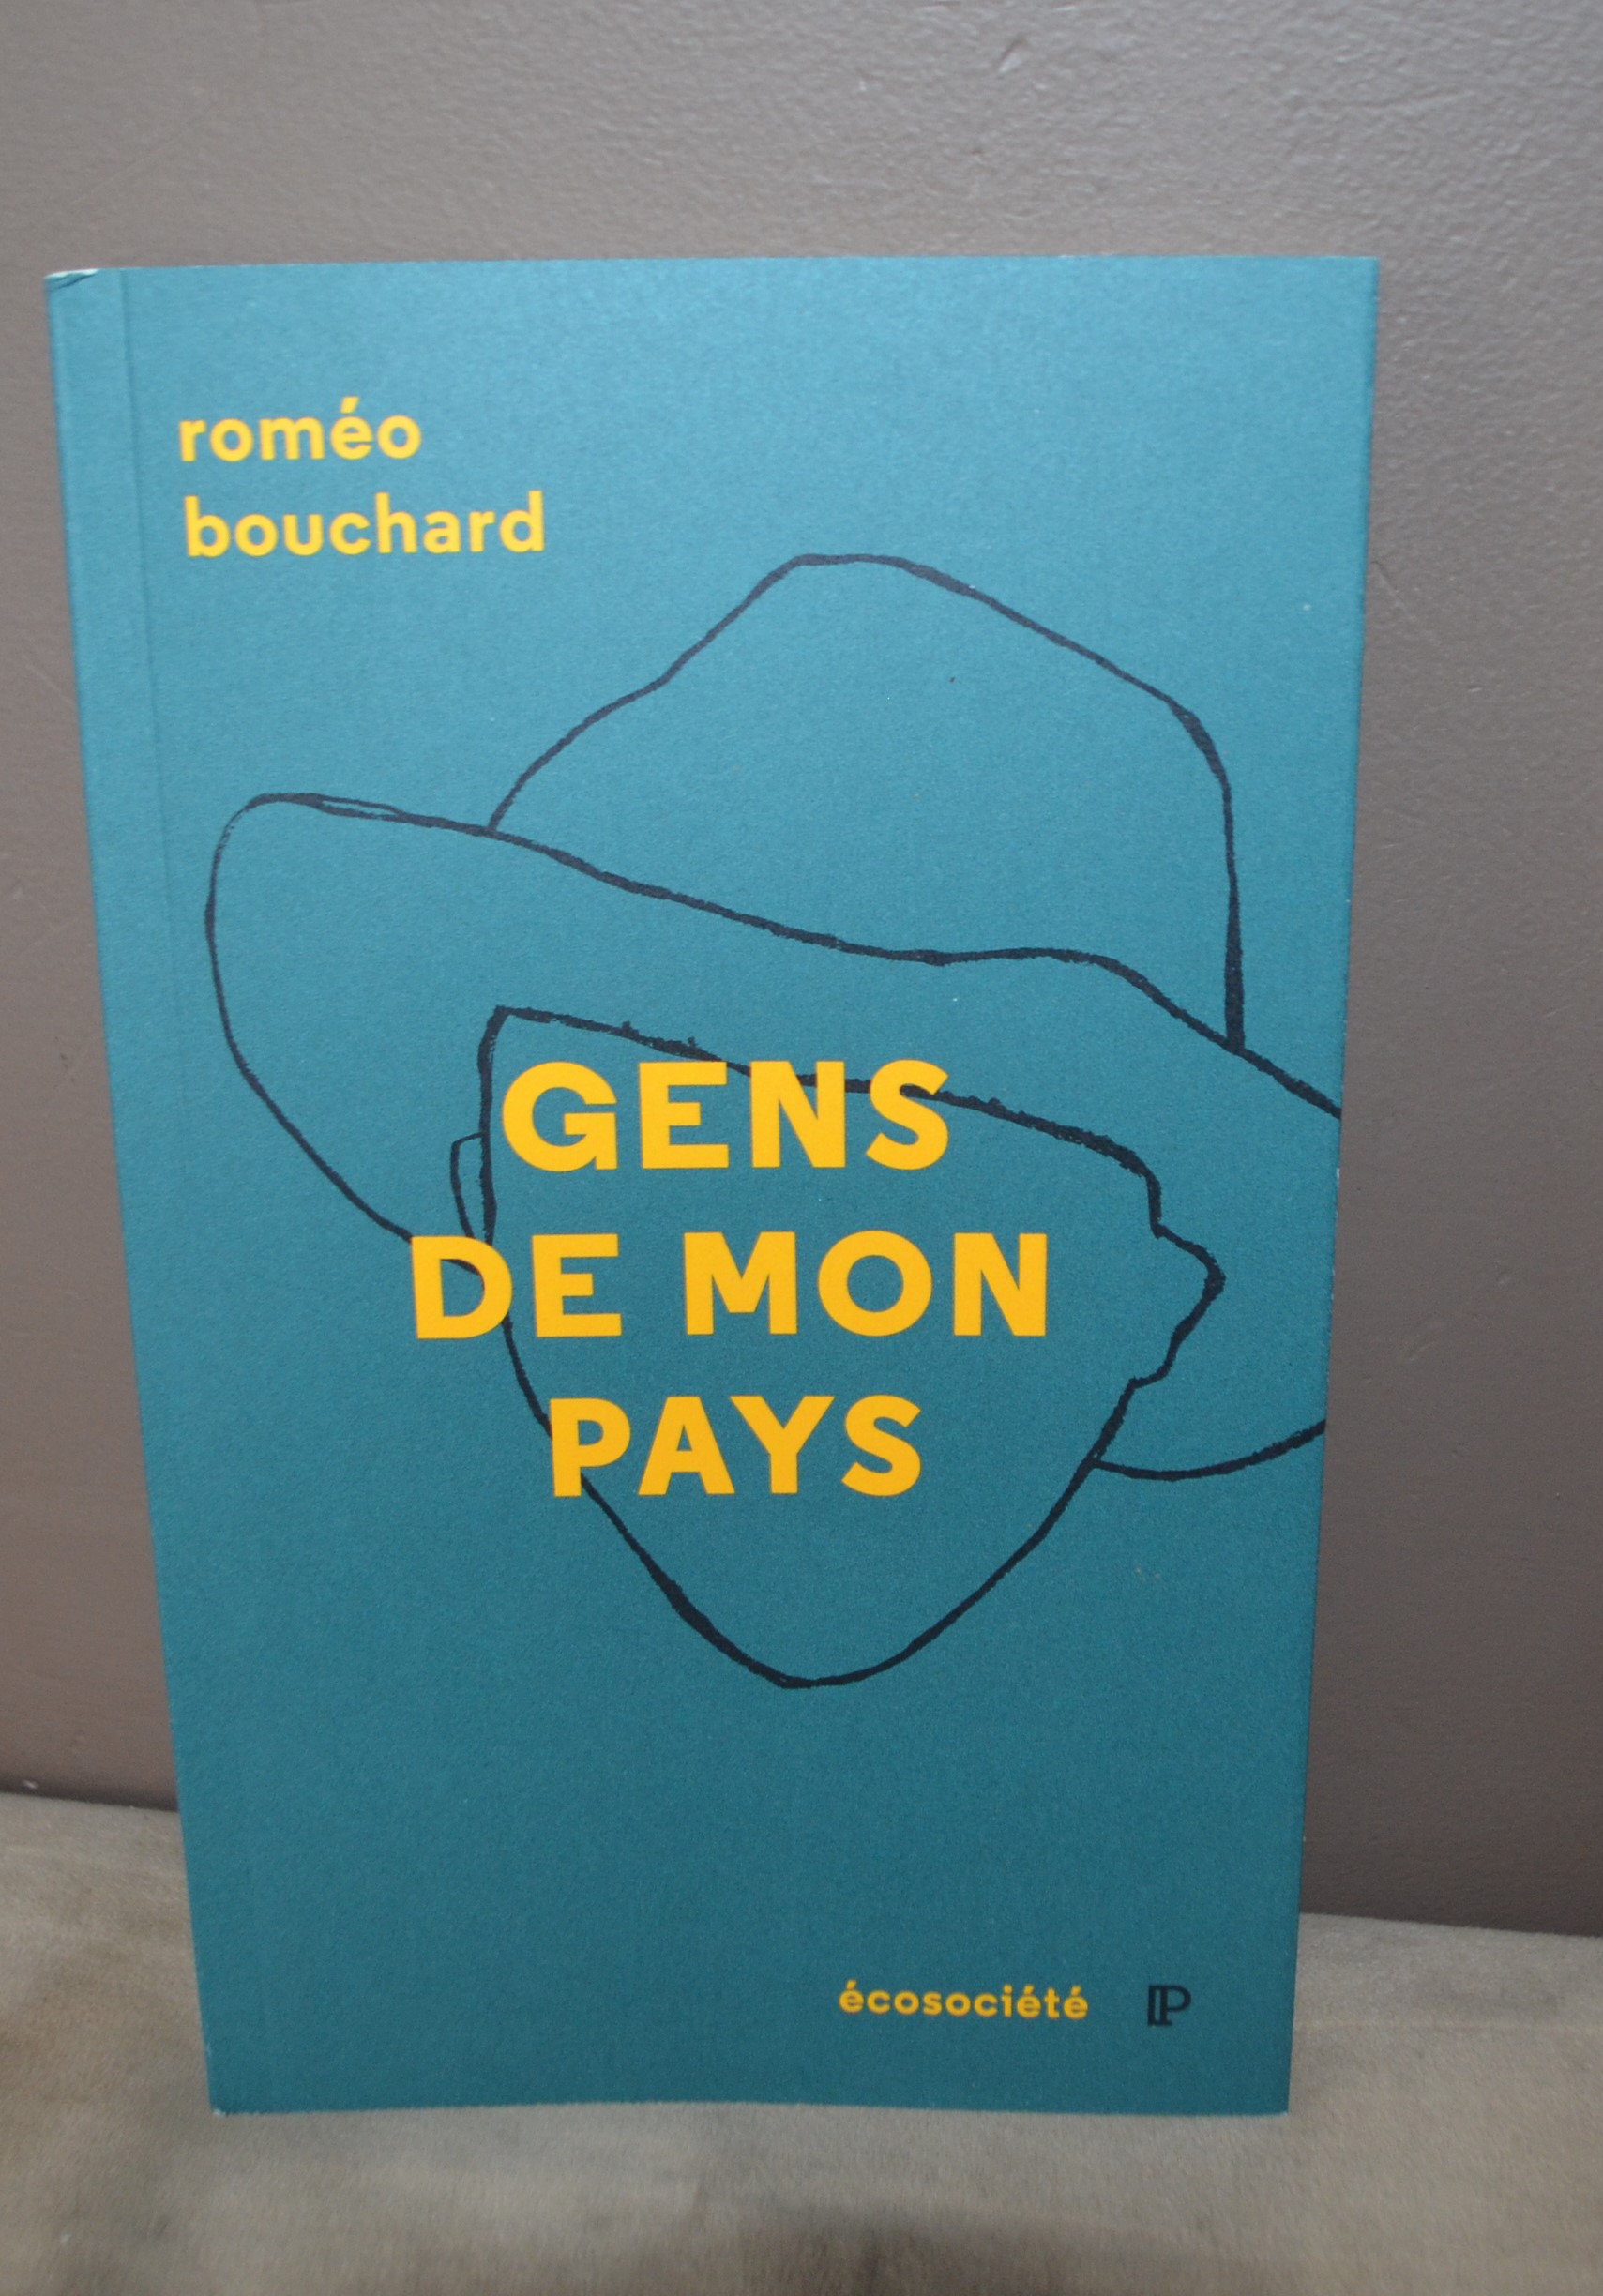 roméo
bouchard
GENS
DE MON
PAYS
écosociété P